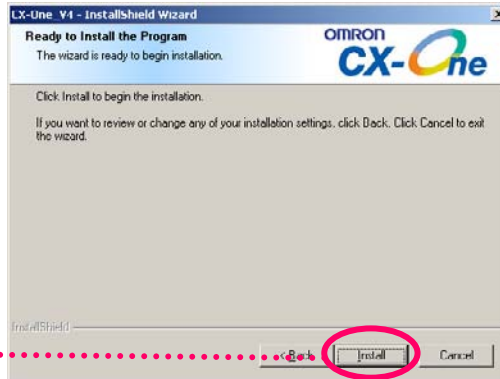 CX-One_V4 - InstallShield Wizard
Ready to Install the Program
The wizard is ready to begin installation.
OMRON
CX-One
Click Install to begin the installation.
If you want to review or change any of your installation settings, click Back. Click Cancel to exit
the wizard.
InstallShield
< Back
Install
Cancel